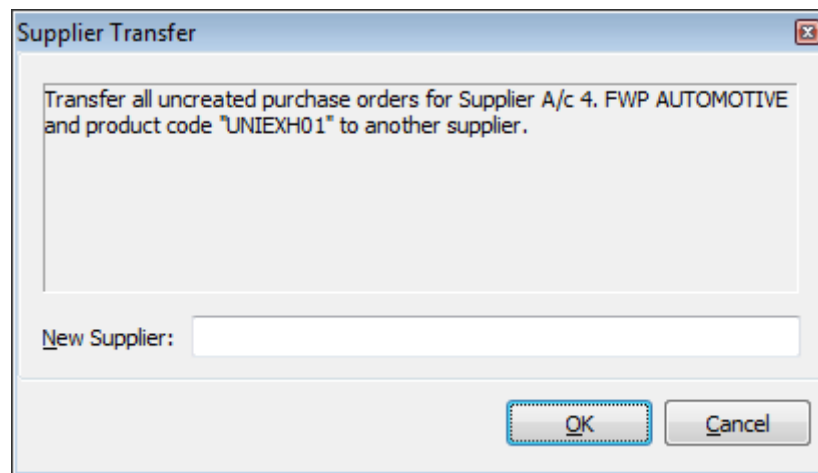 Supplier Transfer
Transfer all uncreated purchase orders for Supplier A/c 4. FWP AUTOMOTIVE
and product code "UNIEXH01" to another supplier.
New Supplier:
OK
Cancel